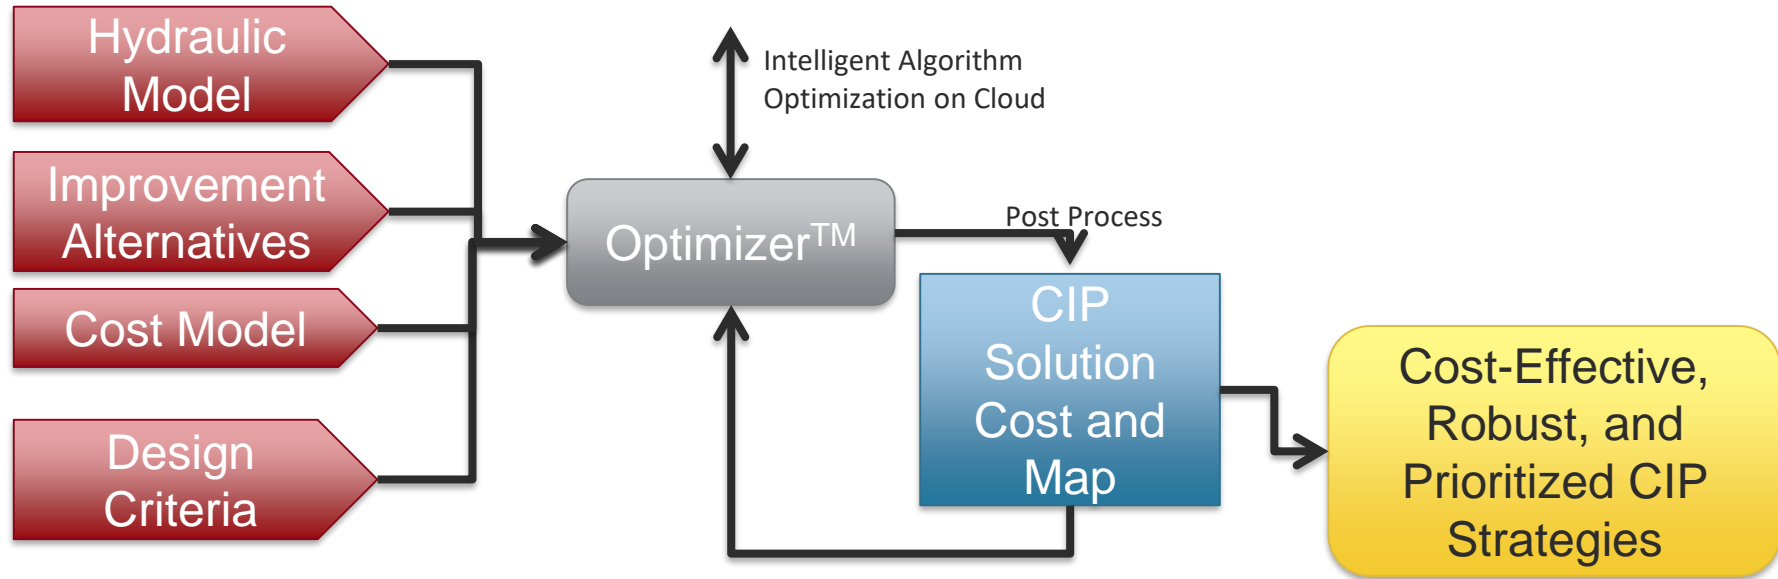 Hydraulic
Model
Improvement
Alternatives
Cost Model
Design
Criteria
Intelligent Algorithm
Optimization on Cloud
Optimizer™
Post Process
CIP
Solution
Cost and
Map
Cost-Effective,
Robust, and
Prioritized CIP
Strategies